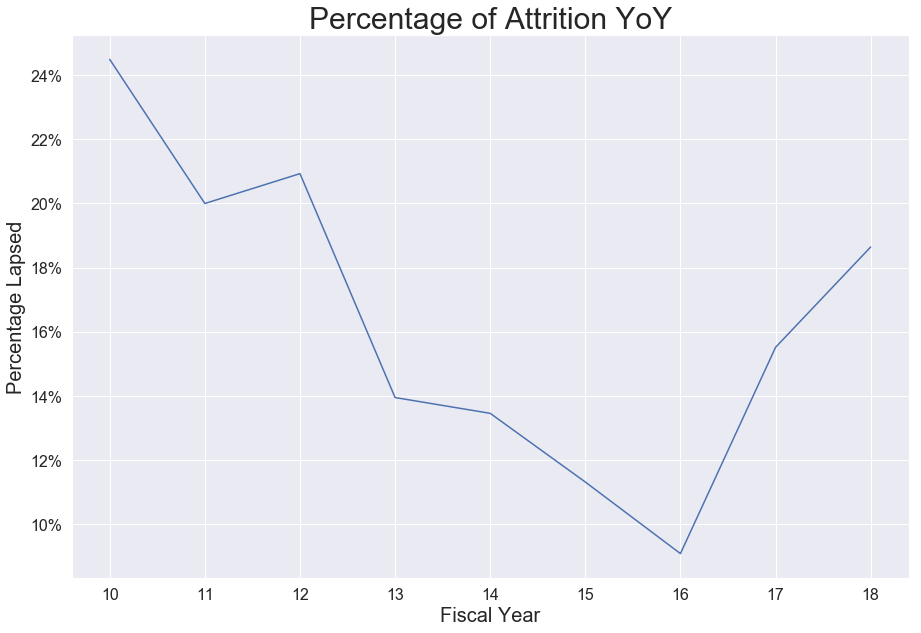 Percentage of Attrition YoY
24%
22%
20%
18%
16%
14%
12%
10%
Percentage Lapsed
10 11 12 13 14 15 16 17 18
Fiscal Year